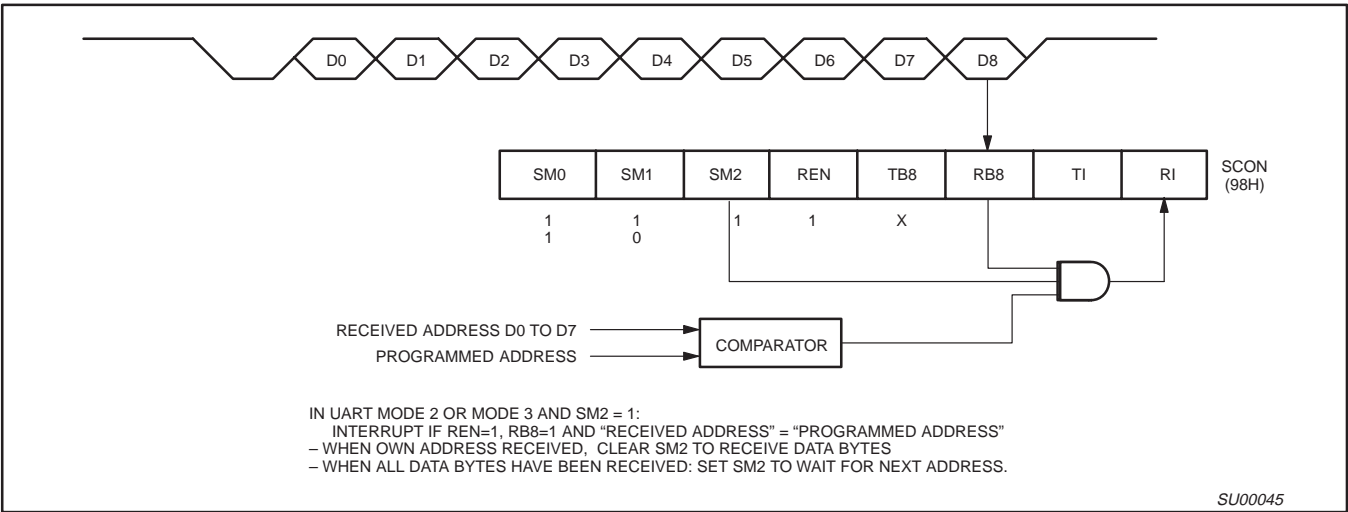 D0 D1 D2 D3 D4 D5 D6 D7 D8
SM0 SM1 SM2 REN TB8 RB8 TI RI
SCON
(98H)
1 1 1 1 X
1 0
RECEIVED ADDRESS D0 TO D7
PROGRAMMED ADDRESS
COMPARATOR
IN UART MODE 2 OR MODE 3 AND SM2 = 1:
INTERRUPT IF REN=1, RB8=1 AND “RECEIVED ADDRESS” = “PROGRAMMED ADDRESS”
– WHEN OWN ADDRESS RECEIVED, CLEAR SM2 TO RECEIVE DATA BYTES
– WHEN ALL DATA BYTES HAVE BEEN RECEIVED: SET SM2 TO WAIT FOR NEXT ADDRESS.
SU00045